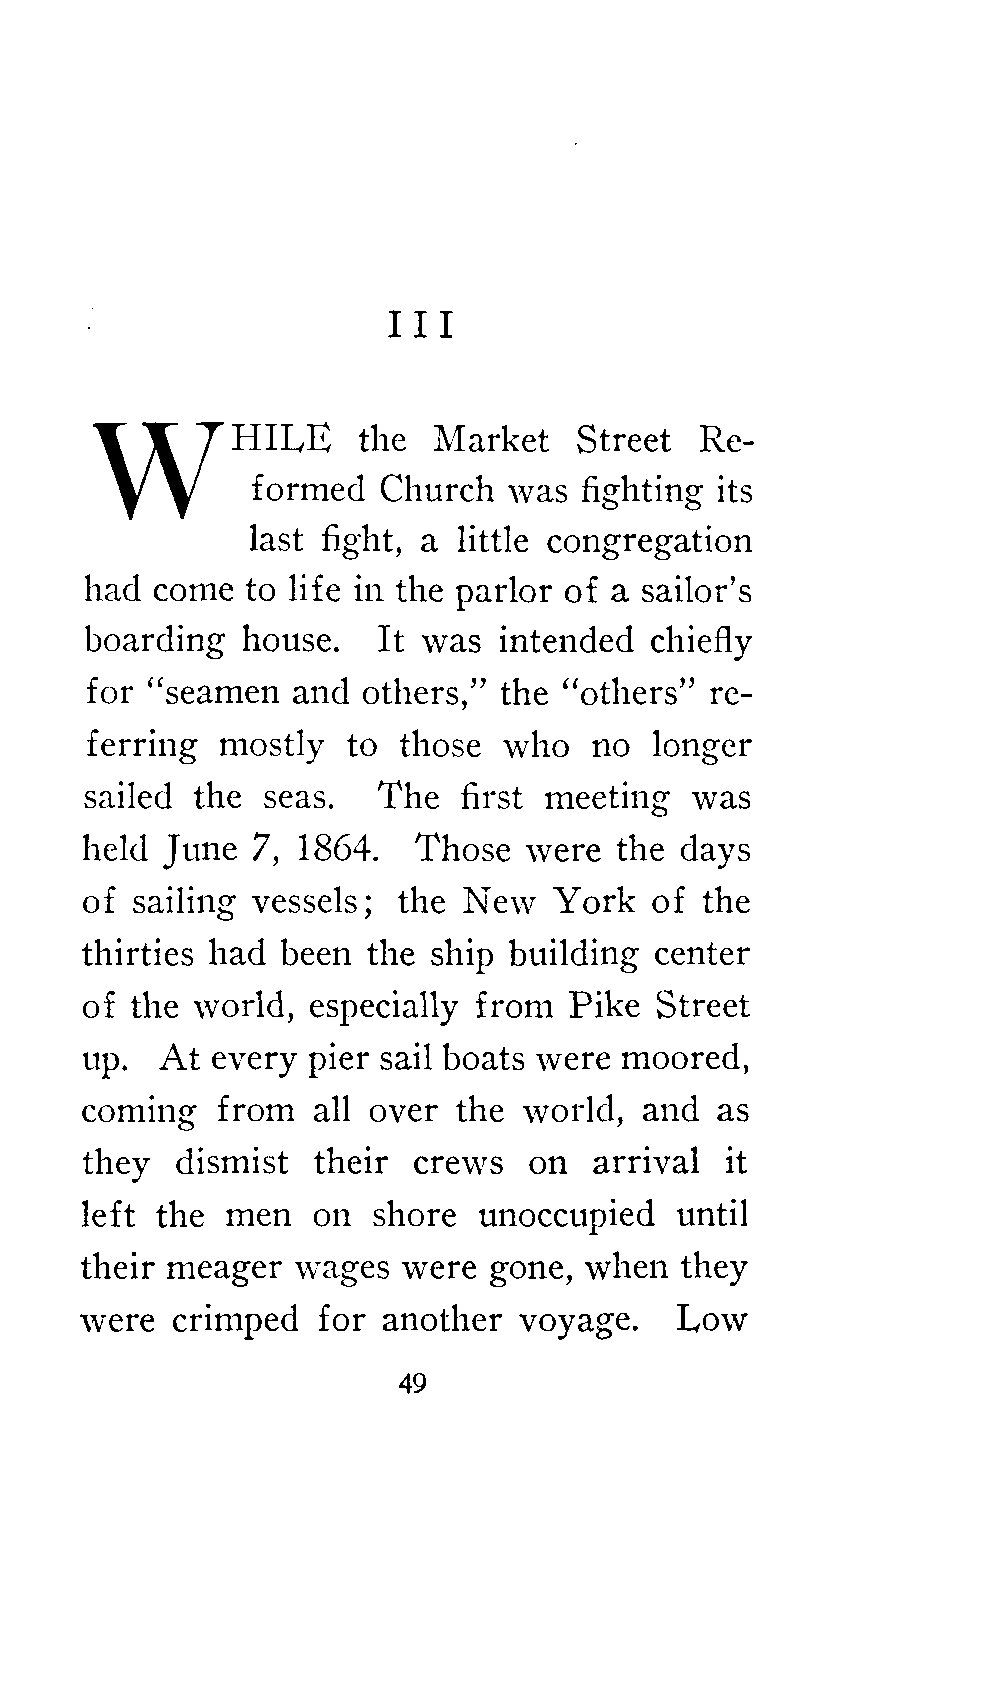 III
WHILE the Market Street Re-
formed Church was fighting its
last fight, a little congregation
had come to life in the parlor of a sailor's
boarding house. It was intended chiefly
for "seamen and others," the "others" re-
ferring mostly to those who no longer
sailed the seas. The first meeting was
held June 7, 1864. Those were the days
of sailing vessels; the New York of the
thirties had been the ship building center
of the world, especially from Pike Street
up. At every pier sail boats were moored,
coming from all over the world, and as
they dismist their crews on arrival it
left the men on shore unoccupied until
their meager wages were gone, when they
were crimped for another voyage. Low
49